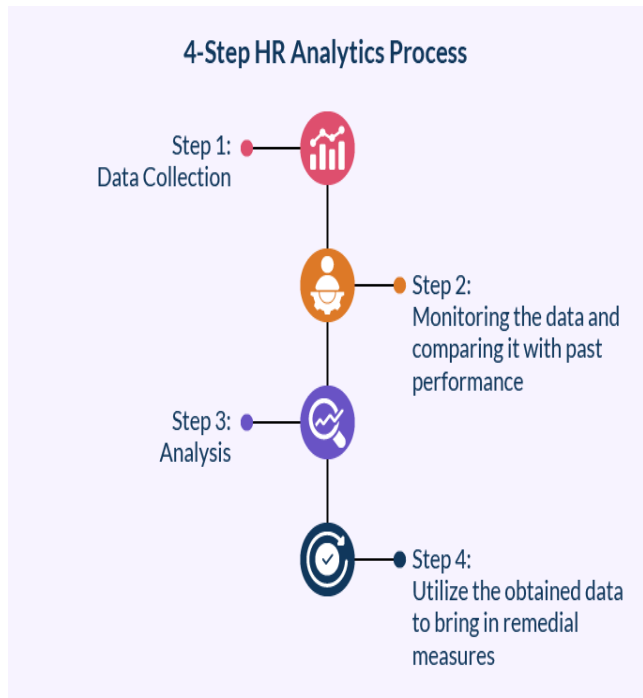 4-Step HR Analytics Process
Step 1:
Data Collection
Step 2:
Monitoring the data and
comparing it with past
performance
Step 3:
Analysis
Step 4:
Utilize the obtained data
to bring in remedial
measures